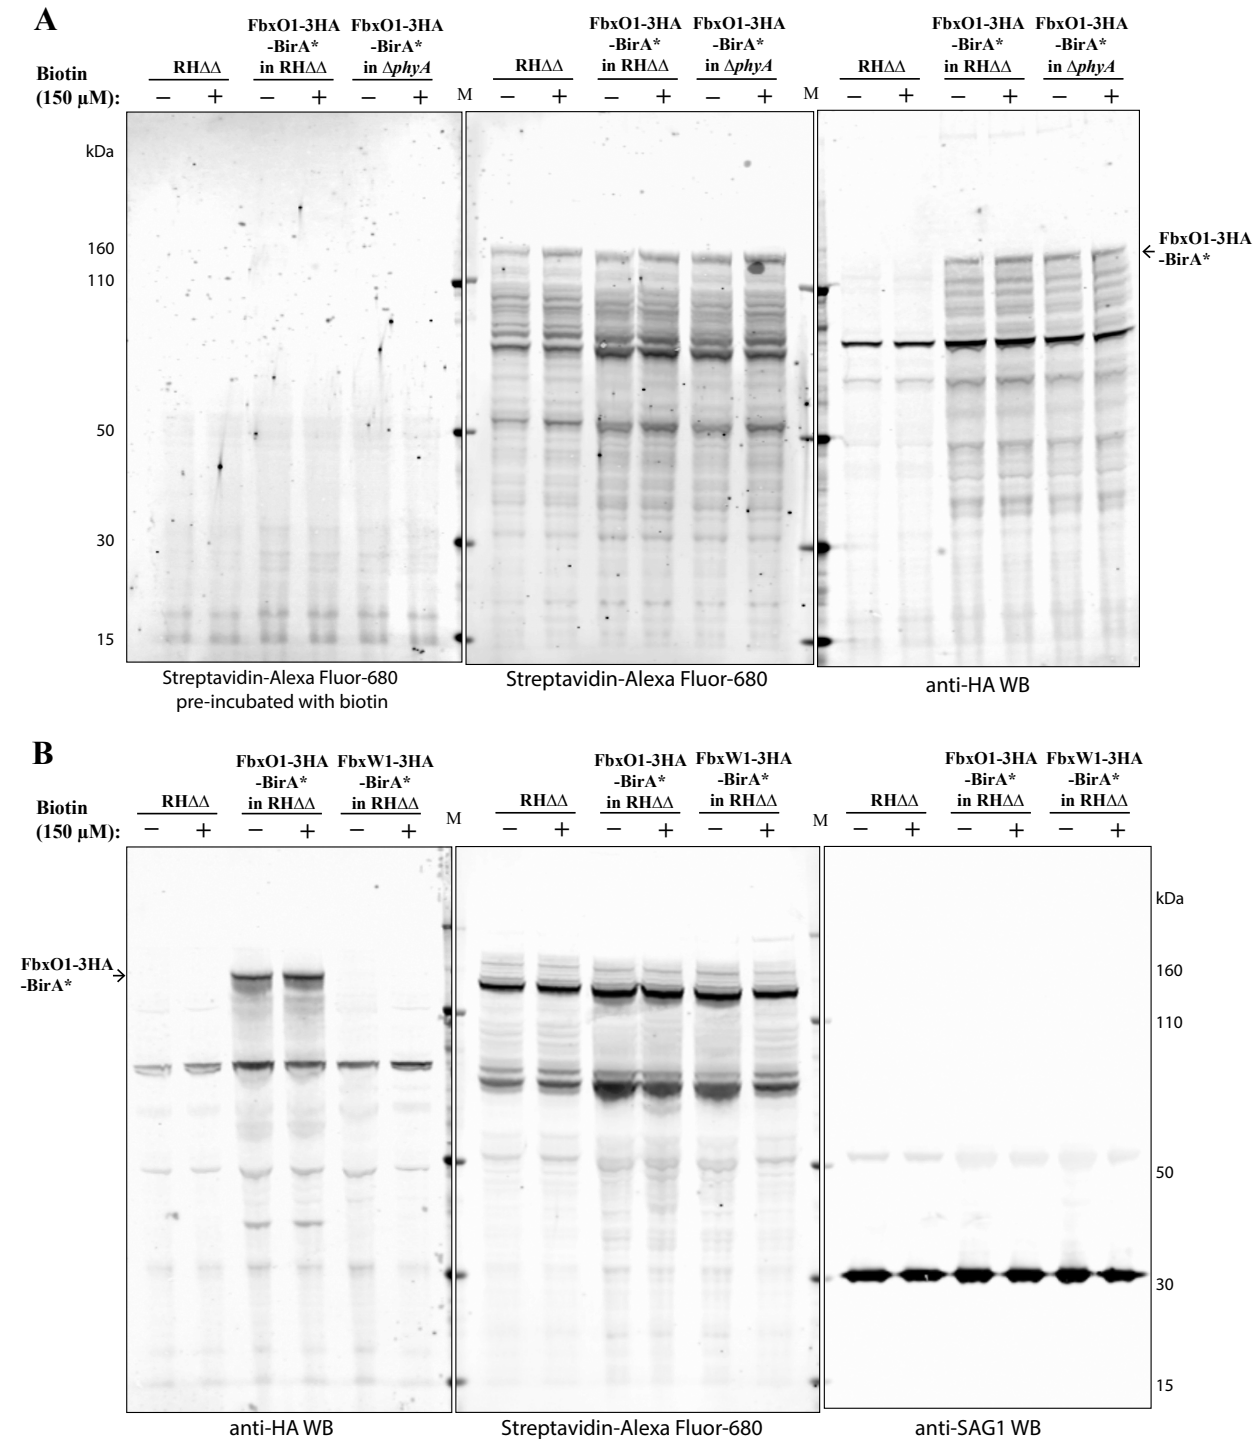 A
FbxO1-3HA FbxO1-3HA FbxO1-3HA FbxO1-3HA FbxO1-3HA FbxO1-3HA
-BirA* -BirA* -BirA* -BirA* -BirA* -BirA*
Biotin RHΔΔ in RHΔΔ in ΔphyA RHΔΔ in RHΔΔ in ΔphyA RHΔΔ in RHΔΔ in ΔphyA
(150 µM): − + − + − + M − + − + − + M − + − + − +
kDa
160
110
50
30
15
FbxO1-3HA
-BirA*
Streptavidin-Alexa Fluor-680
pre-incubated with biotin
Streptavidin-Alexa Fluor-680
anti-HA WB
B
FbxO1-3HA FbxW1-3HA FbxO1-3HA FbxW1-3HA FbxO1-3HA FbxW1-3HA
-BirA* -BirA* -BirA* -BirA* -BirA* -BirA*
Biotin RHΔΔ in RHΔΔ in RHΔΔ RHΔΔ in RHΔΔ in RHΔΔ RHΔΔ in RHΔΔ in RHΔΔ
(150 µM): − + − + − + M − + − + − + M − + − + − +
FbxO1-3HA
-BirA*
kDa
160
110
50
30
15
anti-HA WB
Streptavidin-Alexa Fluor-680
anti-SAG1 WB